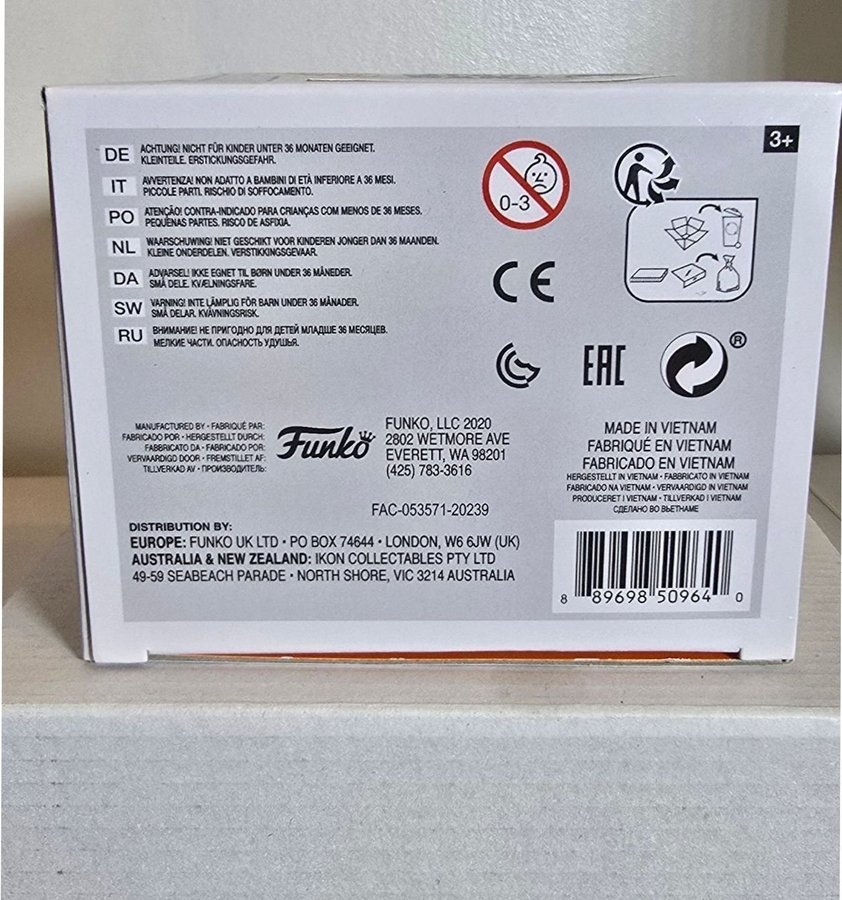 3+
DE ACHTUNG! NICHT FÜR KINDER UNTER 36 MONATEN GEEIGNET.
KLEINTEILE. ERSTICKUNGSGEFAHR.
IT AVVERTENZA! NON ADATTO A BAMBINI DI ETÀ INFERIORE A 36 MESI.
PICCOLE PARTI. RISCHIO DI SOFFOCAMENTO.
PO ATENÇÃO! CONTRA-INDICADO PARA CRIANÇAS COM MENOS DE 36 MESES.
PEQUENAS PARTES. RISCO DE ASFIXIA.
NL WAARSCHUWING! NIET GESCHIKT VOOR KINDEREN JONGER DAN 36 MAANDEN.
KLEINE ONDERDELEN. VERSTIKKINGSGEVAAR.
DA ADVARSEL! IKKE EGNET TIL BØRN UNDER 36 MÅNEDER.
SMÅ DELE. KVÆLNINGSFARE.
SW VARNING! INTE LÄMPLIG FÖR BARN UNDER 36 MÅNADER.
SMÅ DELAR. KVÄVNINGSRISK.
RU ВНИМАНИЕ! НЕ ПРИГОДНО ДЛЯ ДЕТЕЙ МЛАДШЕ 36 МЕСЯЦЕВ.
МЕЛКИЕ ЧАСТИ. ОПАСНОСТЬ УДУШЬЯ.
0-3
CE
EAC
®
MANUFACTURED BY • FABRIQUÉ PAR:
FABRICADO POR • HERGESTELLT DURCH:
FABBRICATO DA • FABRICADO POR:
VERVAARDIGD DOOR • FREMSTILLET AF:
TILLVERKAD AV • ПРОИЗВОДИТЕЛЬ:
Funko
FUNKO, LLC 2020
2802 WETMORE AVE
EVERETT, WA 98201
(425) 783-3616
FAC-053571-20239
MADE IN VIETNAM
FABRIQUÉ EN VIETNAM
FABRICADO EN VIETNAM
HERGESTELLT IN VIETNAM • FABBRICATO IN VIETNAM
FABRICADO NA VIETNAM • VERVAARDIGD IN VIETNAM
PRODUCERET I VIETNAM • TILLVERKAD I VIETNAM
СДЕЛАНО ВО ВЬЕТНАМЕ
DISTRIBUTION BY:
EUROPE: FUNKO UK LTD • PO BOX 74644 • LONDON, W6 6JW (UK)
AUSTRALIA & NEW ZEALAND: IKON COLLECTABLES PTY LTD
49-59 SEABEACH PARADE • NORTH SHORE, VIC 3214 AUSTRALIA
8 89698 50964 0